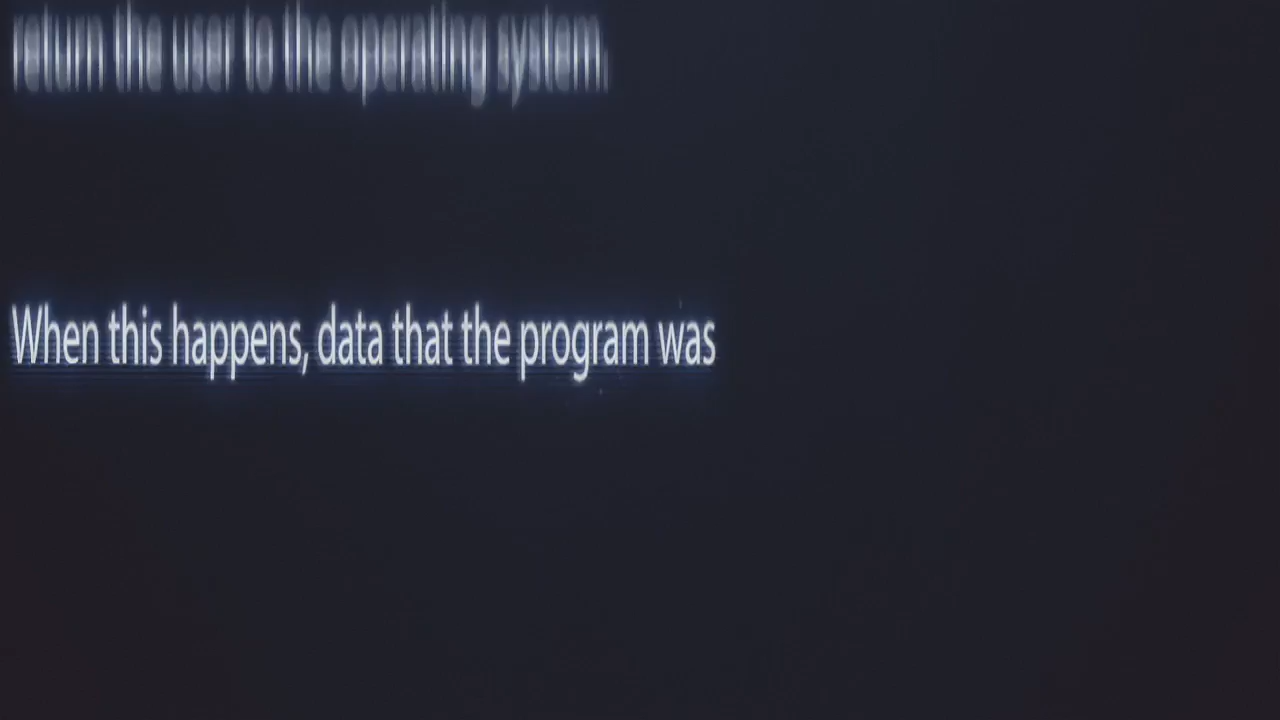 return the user to the operating system.
When this happens, data that the program was